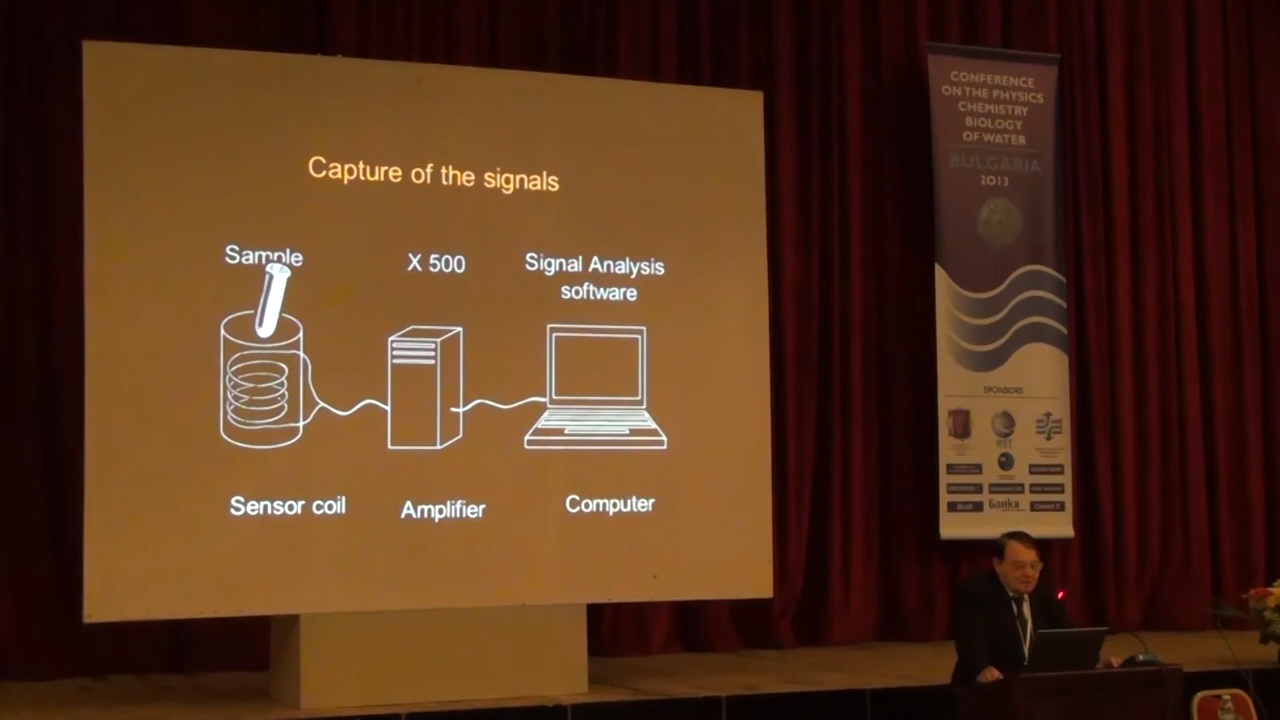 Capture of the signals
Sample
X 500
Signal Analysis
software
Sensor coil
Amplifier
Computer
CONFERENCE
ON THE PHYSICS
CHEMISTRY
BIOLOGY
OF WATER
BULGARIA
2013
SPONSORS
Банкя